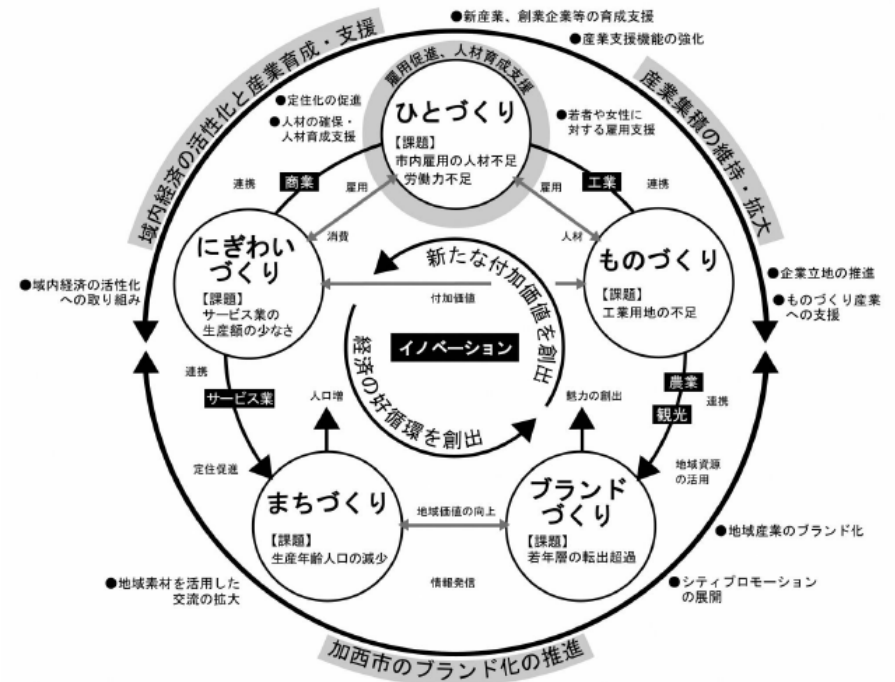 ●新産業、創業企業等の育成支援
●産業支援機能の強化
域内経済の活性化と産業育成・支援
雇用促進、人材育成支援
産業集積の維持・拡大
●定住化の促進
●人材の確保・
人材育成支援
ひとづくり
【課題】
市内雇用の人材不足
労働力不足
●若者や女性に
対する雇用支援
連携
商業
雇用
雇用
工業
連携
消費
人材
にぎわい
づくり
【課題】
サービス業の
生産額の少なさ
ものづくり
【課題】
工業用地の不足
●域内経済の活性化
への取り組み
●企業立地の推進
●ものづくり産業
への支援
付加価値
新たな付加価値を創出
イノベーション
経済の好循環を創出
連携
サービス業
人口増
魅力の創出
農業
観光
連携
定住促進
地域資源
の活用
まちづくり
【課題】
生産年齢人口の減少
地域価値の向上
ブランド
づくり
【課題】
若年層の転出超過
情報発信
●地域産業のブランド化
●地域素材を活用した
交流の拡大
●シティプロモーション
の展開
加西市のブランド化の推進